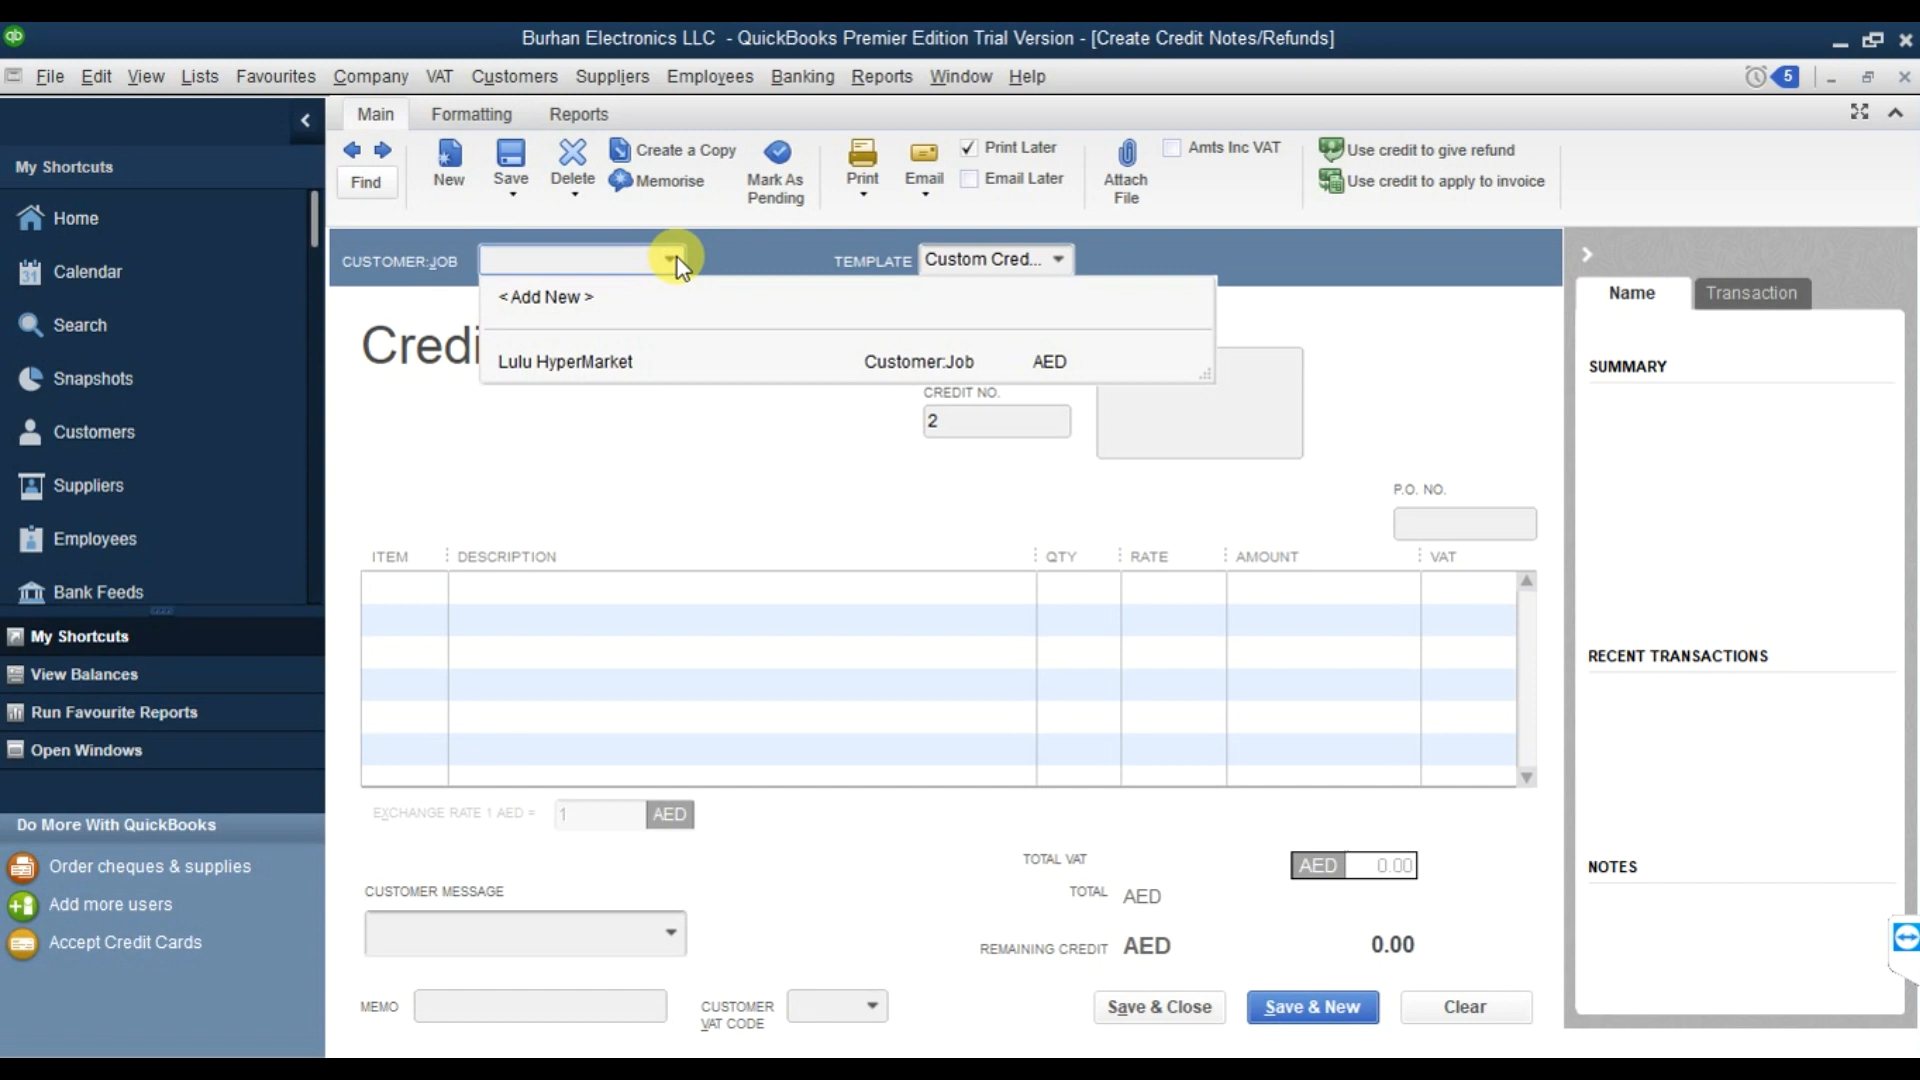 qb
Burhan Electronics LLC - QuickBooks Premier Edition Trial Version - [Create Credit Notes/Refunds]
File Edit View Lists Favourites Company VAT Customers Suppliers Employees Banking Reports Window Help 5
Main Formatting Reports
My Shortcuts
Home
Calendar
Search
Snapshots
Customers
Suppliers
Employees
Bank Feeds
My Shortcuts
View Balances
Run Favourite Reports
Open Windows
Do More With QuickBooks
Order cheques & supplies
Add more users
Accept Credit Cards
Find
New
Save
Delete
Create a Copy
Memorise
Mark As
Pending
Print
Email
Print Later
Email Later
Attach
File
Amts Inc VAT
Use credit to give refund
Use credit to apply to invoice
CUSTOMER:JOB
TEMPLATE Custom Cred...
< Add New >
Lulu HyperMarket Customer:Job AED
Credi
CREDIT NO.
2
P.O. NO.
ITEM DESCRIPTION QTY RATE AMOUNT VAT
EXCHANGE RATE 1 AED = 1 AED
TOTAL VAT AED 0.00
TOTAL AED
CUSTOMER MESSAGE
REMAINING CREDIT AED 0.00
MEMO
CUSTOMER
VAT CODE
Save & Close
Save & New
Clear
Name
Transaction
SUMMARY
RECENT TRANSACTIONS
NOTES